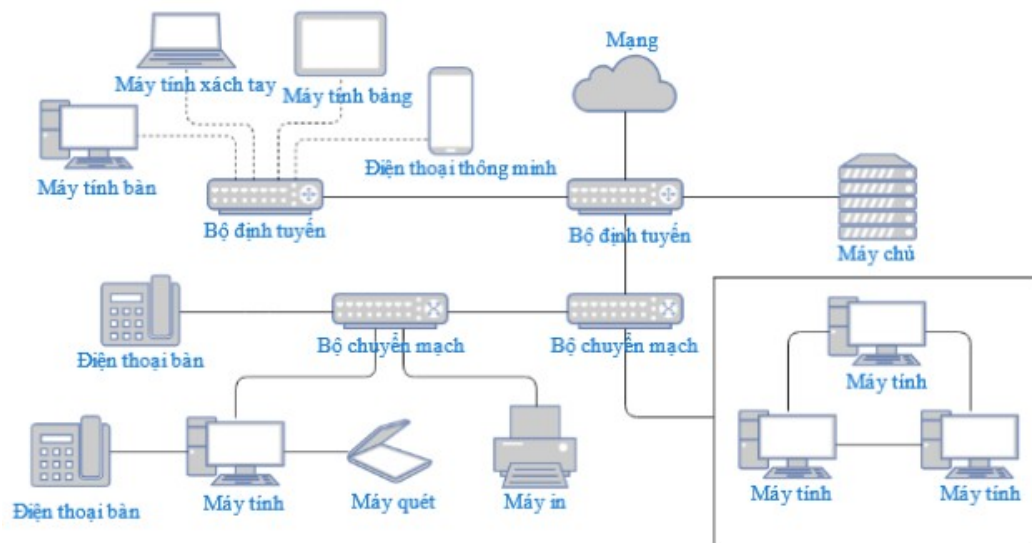 Mạng
Máy tính xách tay
Máy tính bảng
Điện thoại thông minh
Máy tính bàn
Bộ định tuyến
Bộ định tuyến
Máy chủ
Điện thoại bàn
Bộ chuyển mạch
Bộ chuyển mạch
Máy tính
Máy tính
Máy tính
Điện thoại bàn
Máy tính
Máy quét
Máy in